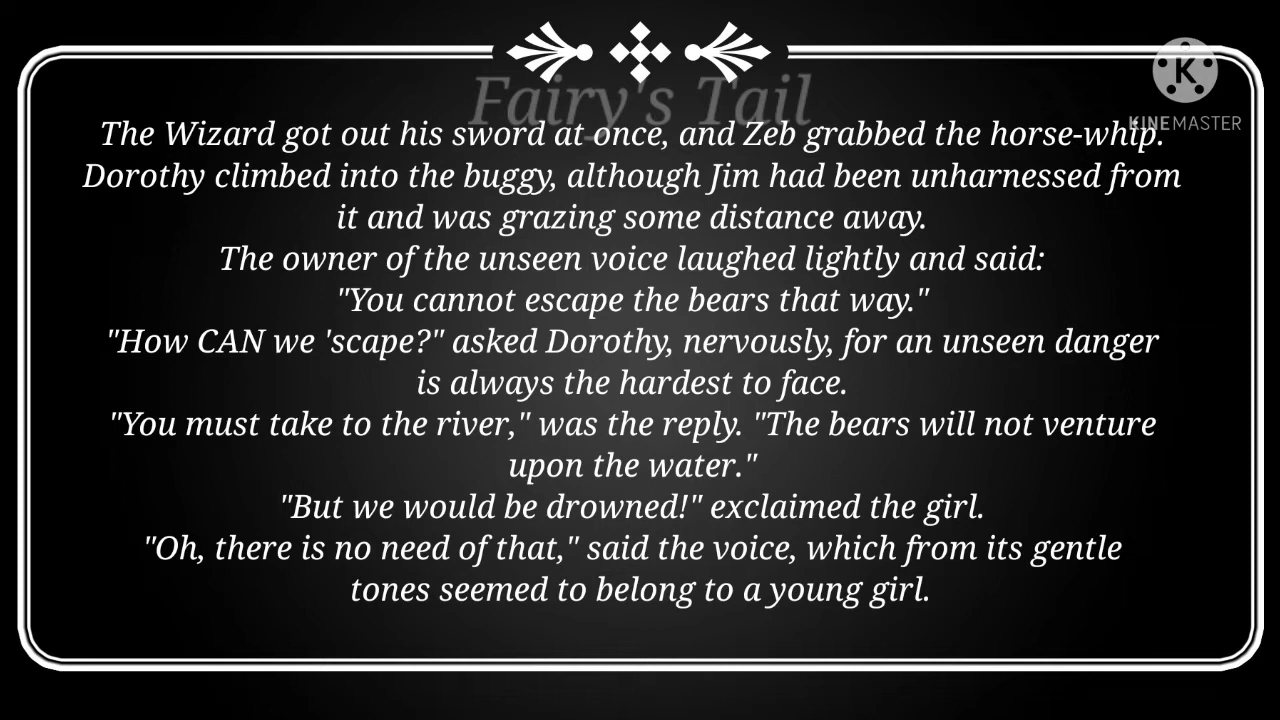 Fairy's Tail
K
KINEMASTER
The Wizard got out his sword at once, and Zeb grabbed the horse-whip.
Dorothy climbed into the buggy, although Jim had been unharnessed from
it and was grazing some distance away.
The owner of the unseen voice laughed lightly and said:
"You cannot escape the bears that way."
"How CAN we 'scape?" asked Dorothy, nervously, for an unseen danger
is always the hardest to face.
"You must take to the river," was the reply. "The bears will not venture
upon the water."
"But we would be drowned!" exclaimed the girl.
"Oh, there is no need of that," said the voice, which from its gentle
tones seemed to belong to a young girl.